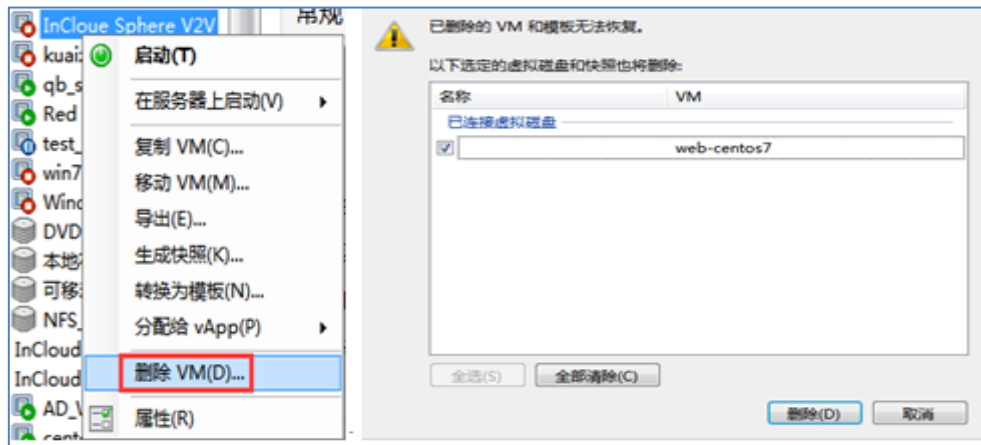 InCloue Sphere V2V
常规
kuai
启动(T)
qb_s
在服务器上启动(V)
Red
test_
复制 VM(C)...
win7
移动 VM(M)...
Wind
导出(E)...
DVD
生成快照(K)...
本地
可移
转换为模板(N)...
NFS_
分配给 vApp(P)
InCloud
删除 VM(D)...
InCloud
AD_V
属性(R)
cent
已删除的 VM 和模板无法恢复。
以下选定的虚拟磁盘和快照也将删除:
名称 VM
已连接虚拟磁盘
web-centos7
全选(S) 全部清除(C)
删除(D) 取消